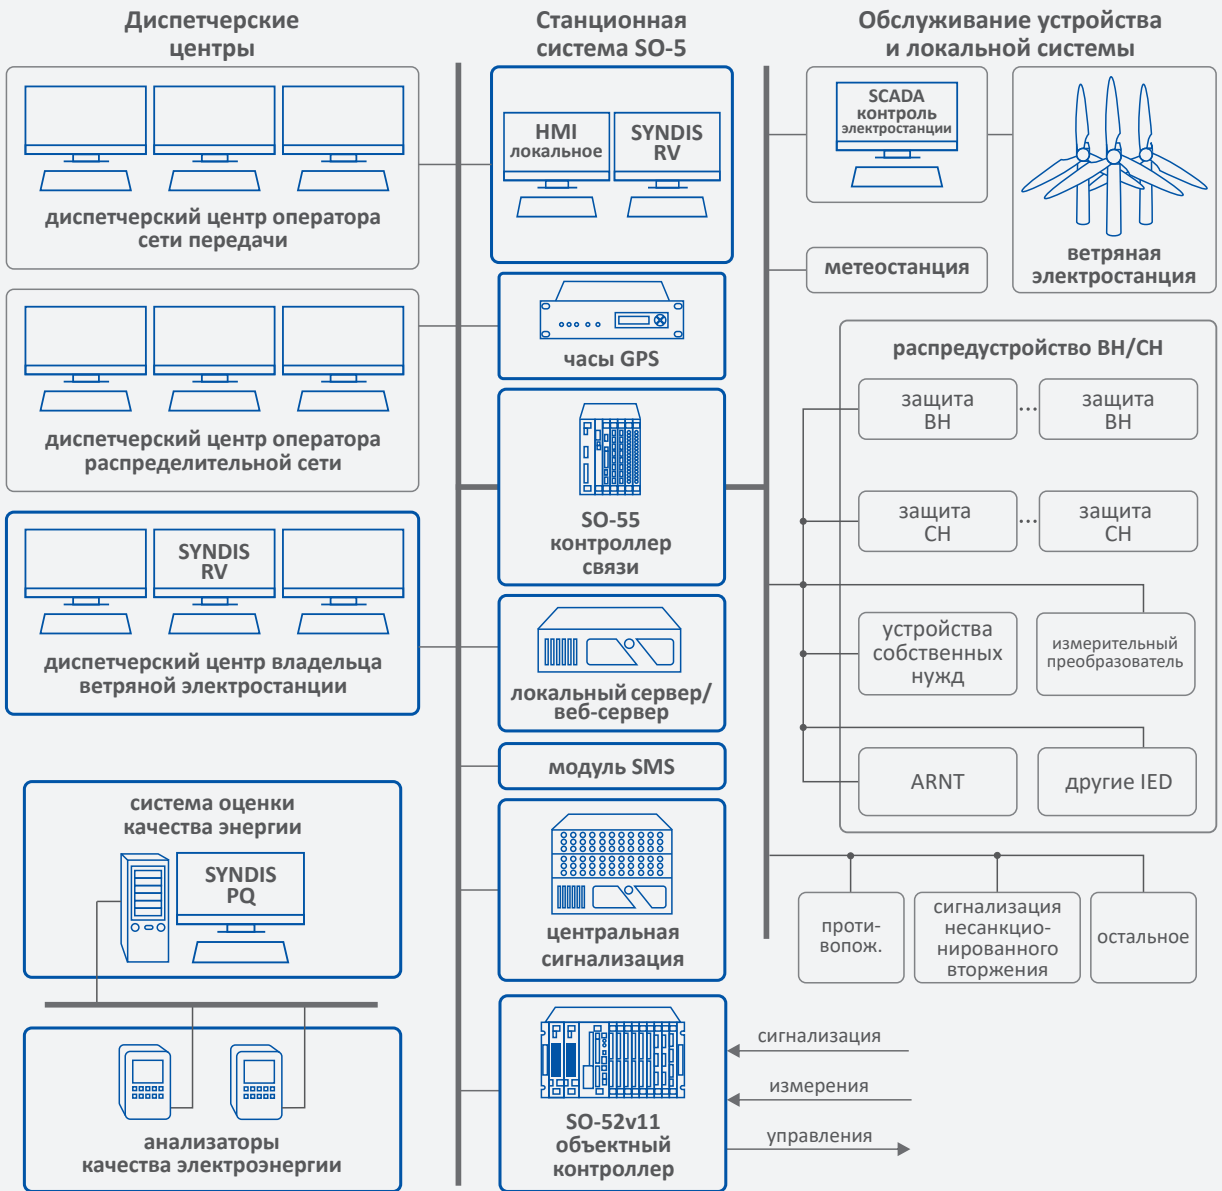 Диспетчерские
центры
диспетчерский центр оператора
сети передачи
диспетчерский центр оператора
распределительной сети
SYNDIS
RV
диспетчерский центр владельца
ветряной электростанции
система оценки
качества энергии
SYNDIS
PQ
анализаторы
качества электроэнергии
Станционная
система SO-5
HMI
локальное
SYNDIS
RV
часы GPS
SO-55
контроллер
связи
локальный сервер/
веб-сервер
модуль SMS
центральная
сигнализация
SO-52v11
объектный
контроллер
Обслуживание устройства
и локальной системы
SCADA
контроль
электростанции
ветряная
электростанция
метеостанция
распредустройство ВН/СН
защита
ВН
...
защита
ВН
защита
СН
...
защита
СН
устройства
собственных
нужд
измерительный
преобразователь
ARNT
другие IED
проти-
вопож.
сигнализация
несанкцио-
нированного
вторжения
остальное
сигнализация
измерения
управления